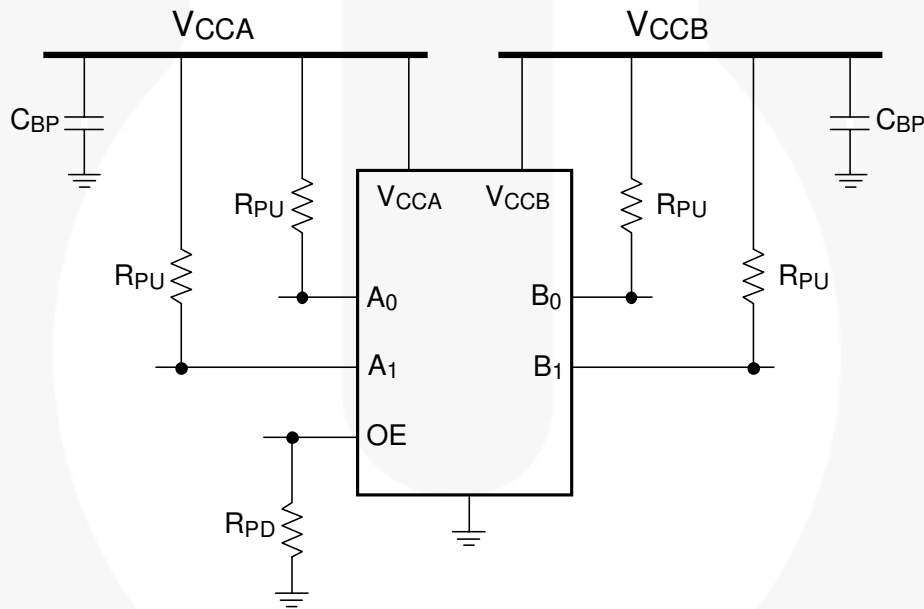 VCCA VCCB
CBP CBP
VCCA VCCB
RPU RPU
RPU RPU
A0 B0
A1 B1
OE
RPD